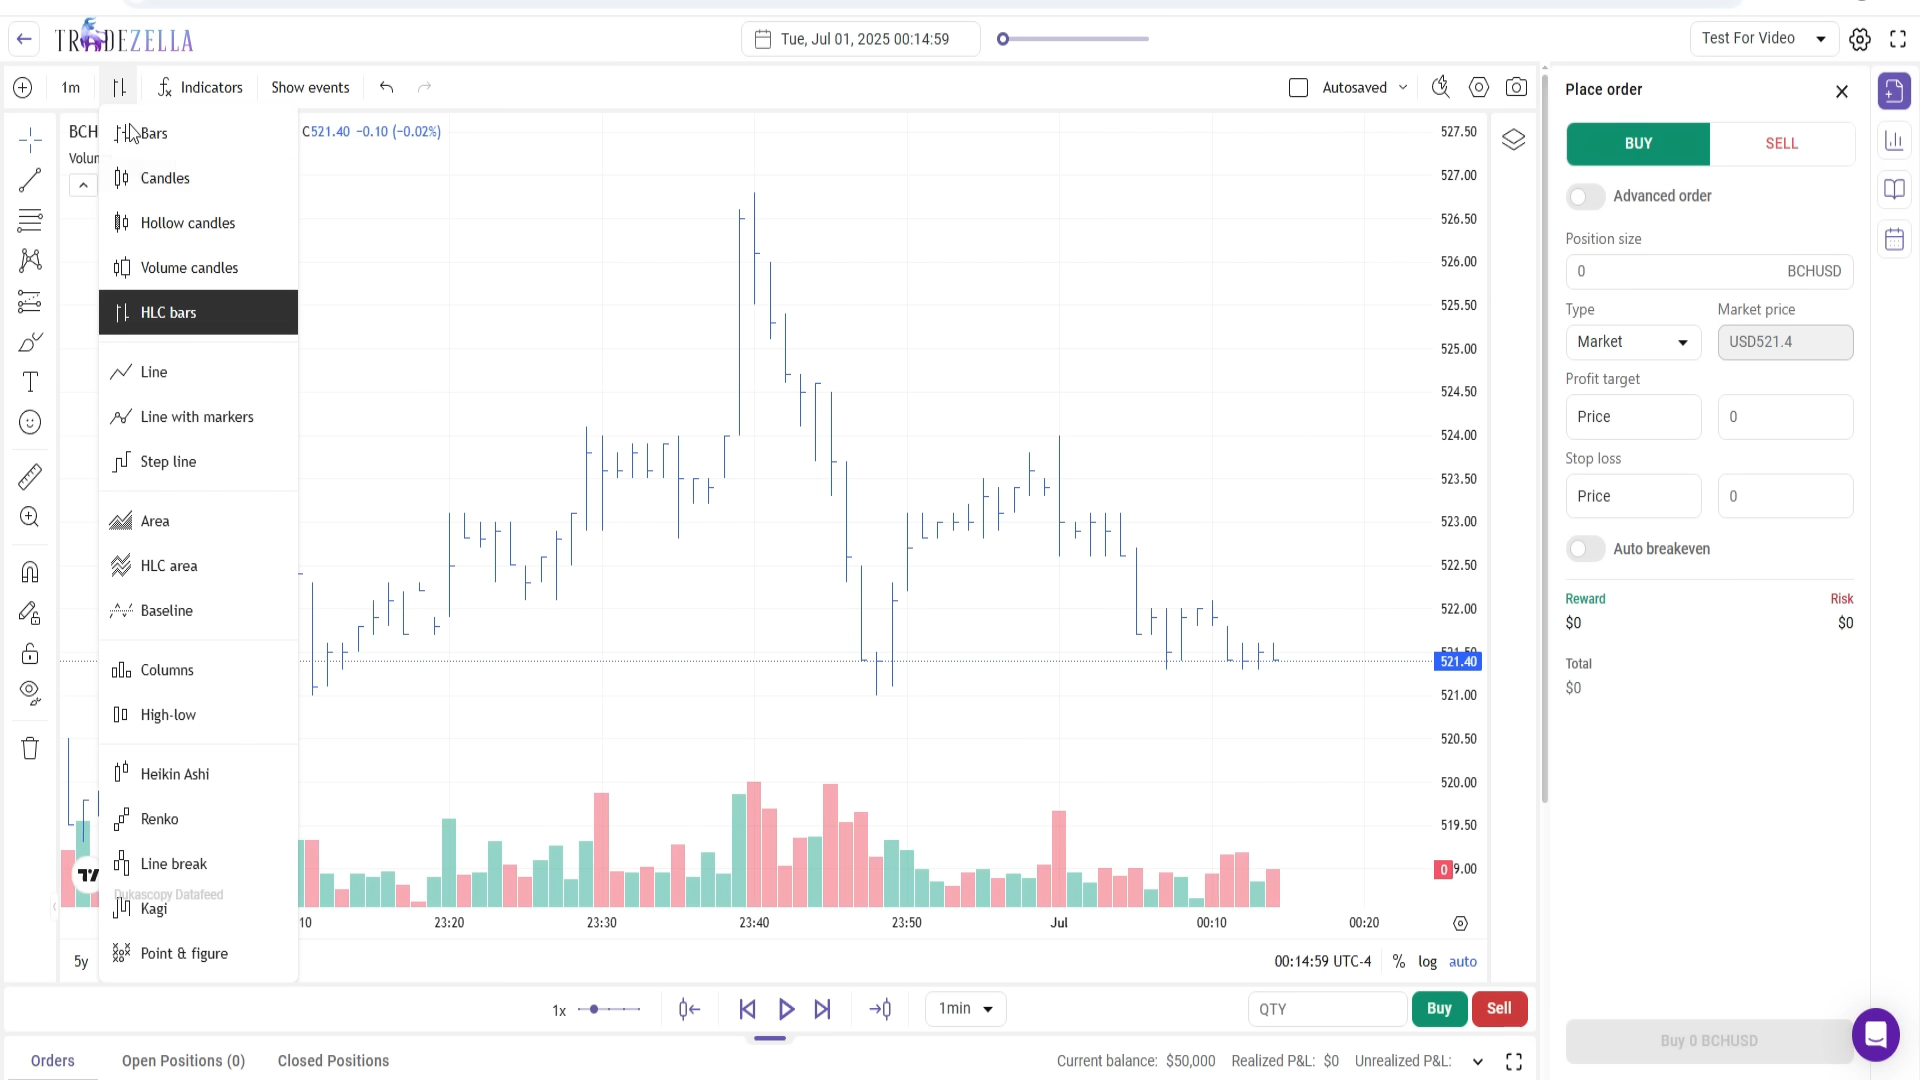 TRADEZELLA
Tue, Jul 01, 2025 00:14:59
Test For Video
1m
Indicators
Show events
Autosaved
BCH
C521.40 −0.10 (−0.02%)
Volum
Bars
Candles
Hollow candles
Volume candles
HLC bars
Line
Line with markers
Step line
Area
HLC area
Baseline
Columns
High-low
Heikin Ashi
Renko
Line break
Dukascopy Datafeed
Kagi
Point & figure
527.50
527.00
526.50
526.00
525.50
525.00
524.50
524.00
523.50
523.00
522.50
522.00
521.40
521.00
520.50
520.00
519.50
0
9.00
:10
23:20
23:30
23:40
23:50
Jul
00:10
00:20
5y
00:14:59 UTC-4
%
log
auto
1x
1min
QTY
Buy
Sell
Orders
Open Positions (0)
Closed Positions
Current balance: $50,000
Realized P&L: $0
Unrealized P&L:
Place order
BUY
SELL
Advanced order
Position size
0
BCHUSD
Type
Market price
Market
USD521.4
Profit target
Price
0
Stop loss
Price
0
Auto breakeven
Reward
Risk
$0
$0
Total
$0
Buy 0 BCHUSD